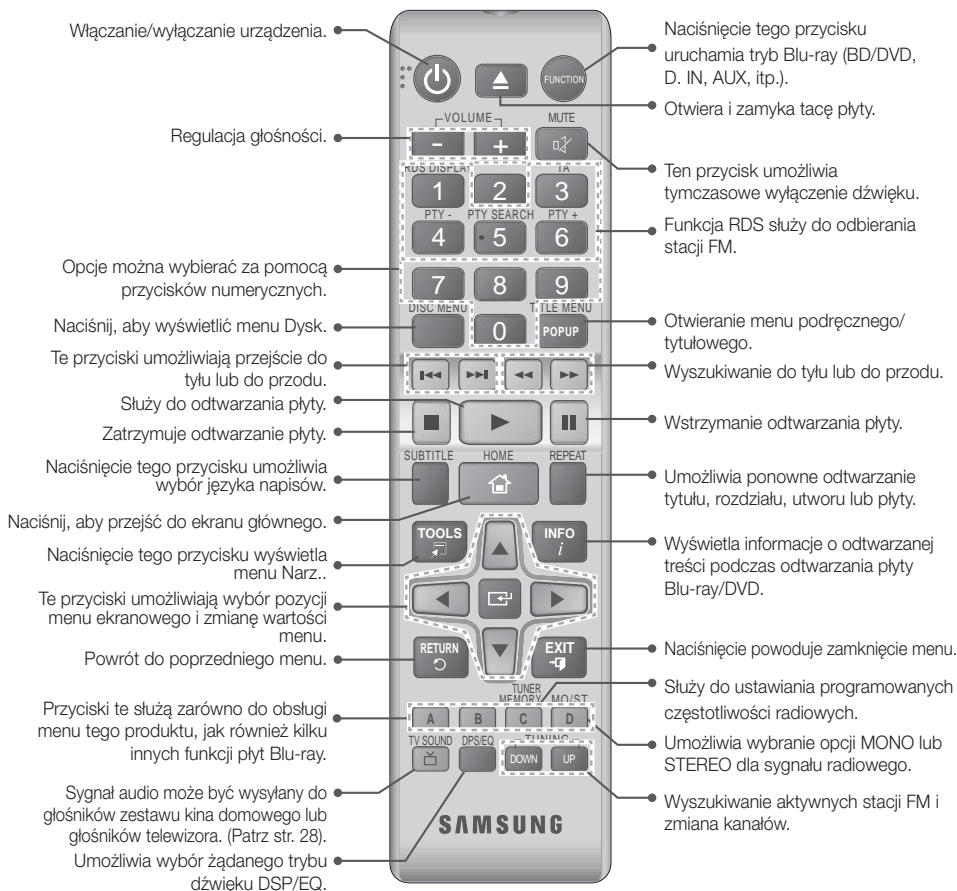 Włączanie/wyłączanie urządzenia.
Regulacja głośności.
Opcje można wybierać za pomocą
przycisków numerycznych.
Naciśnij, aby wyświetlić menu Dysk.
Te przyciski umożliwiają przejście do
tyłu lub do przodu.
Służy do odtwarzania płyty.
Zatrzymuje odtwarzanie płyty.
Naciśnięcie tego przycisku umożliwia
wybór języka napisów.
Naciśnij, aby przejść do ekranu głównego.
Naciśnięcie tego przycisku wyświetla
menu Narz..
Te przyciski umożliwiają wybór pozycji
menu ekranowego i zmianę wartości
menu.
Powrót do poprzedniego menu.
Przyciski te służą zarówno do obsługi
menu tego produktu, jak również kilku
innych funkcji płyt Blu-ray.
Sygnał audio może być wysyłany do
głośników zestawu kina domowego lub
głośników telewizora. (Patrz str. 28).
Umożliwia wybór żądanego trybu
dźwięku DSP/EQ.
FUNCTION
VOLUME
MUTE
- +
RDS DISPLAY TA
1 2 3
PTY - PTY SEARCH PTY +
4 5 6
7 8 9
DISC MENU TITLE MENU
0 POPUP
SUBTITLE HOME REPEAT
TOOLS INFO
i
RETURN EXIT
TUNER
MEMORY MO/ST
A B C D
TV SOUND DPS/EQ TUNING
DOWN UP
SAMSUNG
Naciśnięcie tego przycisku
uruchamia tryb Blu-ray (BD/DVD,
D. IN, AUX, itp.).
Otwiera i zamyka tacę płyty.
Ten przycisk umożliwia
tymczasowe wyłączenie dźwięku.
Funkcja RDS służy do odbierania
stacji FM.
Otwieranie menu podręcznego/
tytułowego.
Wyszukiwanie do tyłu lub do przodu.
Wstrzymanie odtwarzania płyty.
Umożliwia ponowne odtwarzanie
tytułu, rozdziału, utworu lub płyty.
Wyświetla informacje o odtwarzanej
treści podczas odtwarzania płyty
Blu-ray/DVD.
Naciśnięcie powoduje zamknięcie menu.
Służy do ustawiania programowanych
częstotliwości radiowych.
Umożliwia wybranie opcji MONO lub
STEREO dla sygnału radiowego.
Wyszukiwanie aktywnych stacji FM i
zmiana kanałów.